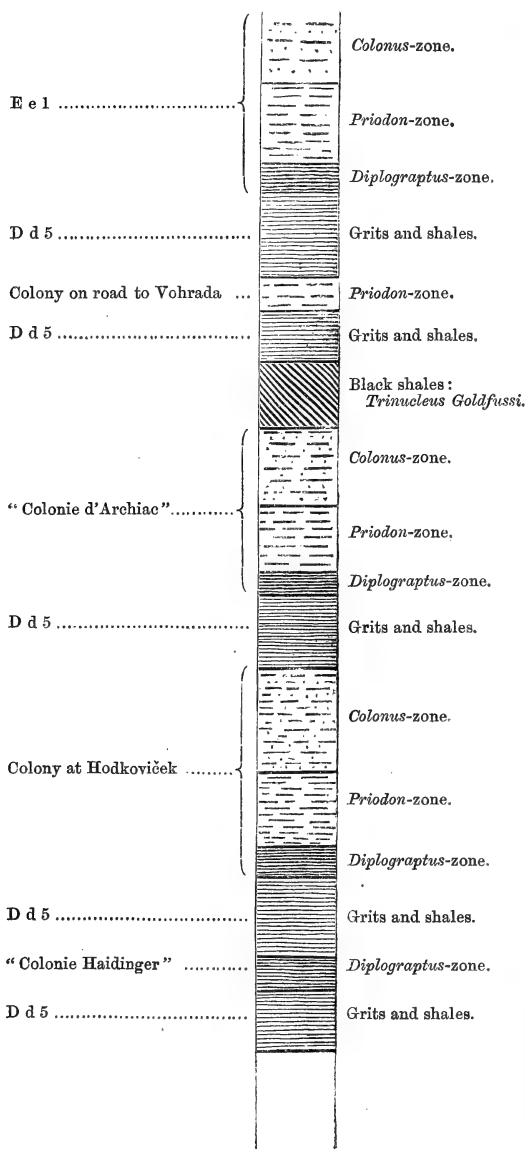 Colonus-zone.
E e 1
Priodon-zone.
Diplograptus-zone.
D d 5
Grits and shales.
Colony on road to Vohrada
Priodon-zone.
D d 5
Grits and shales.
Black shales:
Trinucleus Goldfussi.
Colonus-zone.
"Colonie d'Archiac"
Priodon-zone.
Diplograptus-zone.
D d 5
Grits and shales.
Colonus-zone.
Colony at Hodkoviček
Priodon-zone.
Diplograptus-zone.
D d 5
Grits and shales.
"Colonie Haidinger"
Diplograptus-zone.
D d 5
Grits and shales.